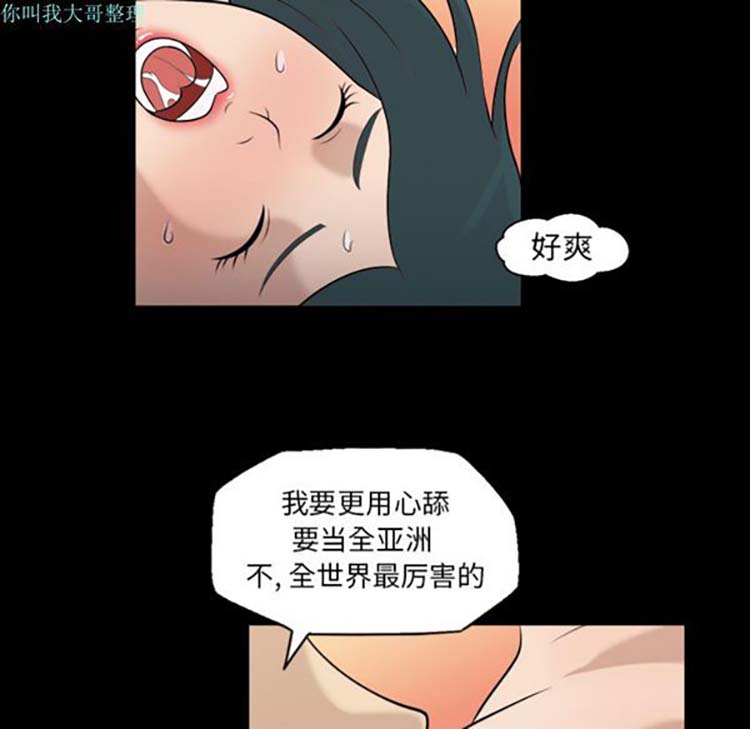 你叫我大哥整理
好爽
我要更用心舔
要当全亚洲
不,全世界最厉害的